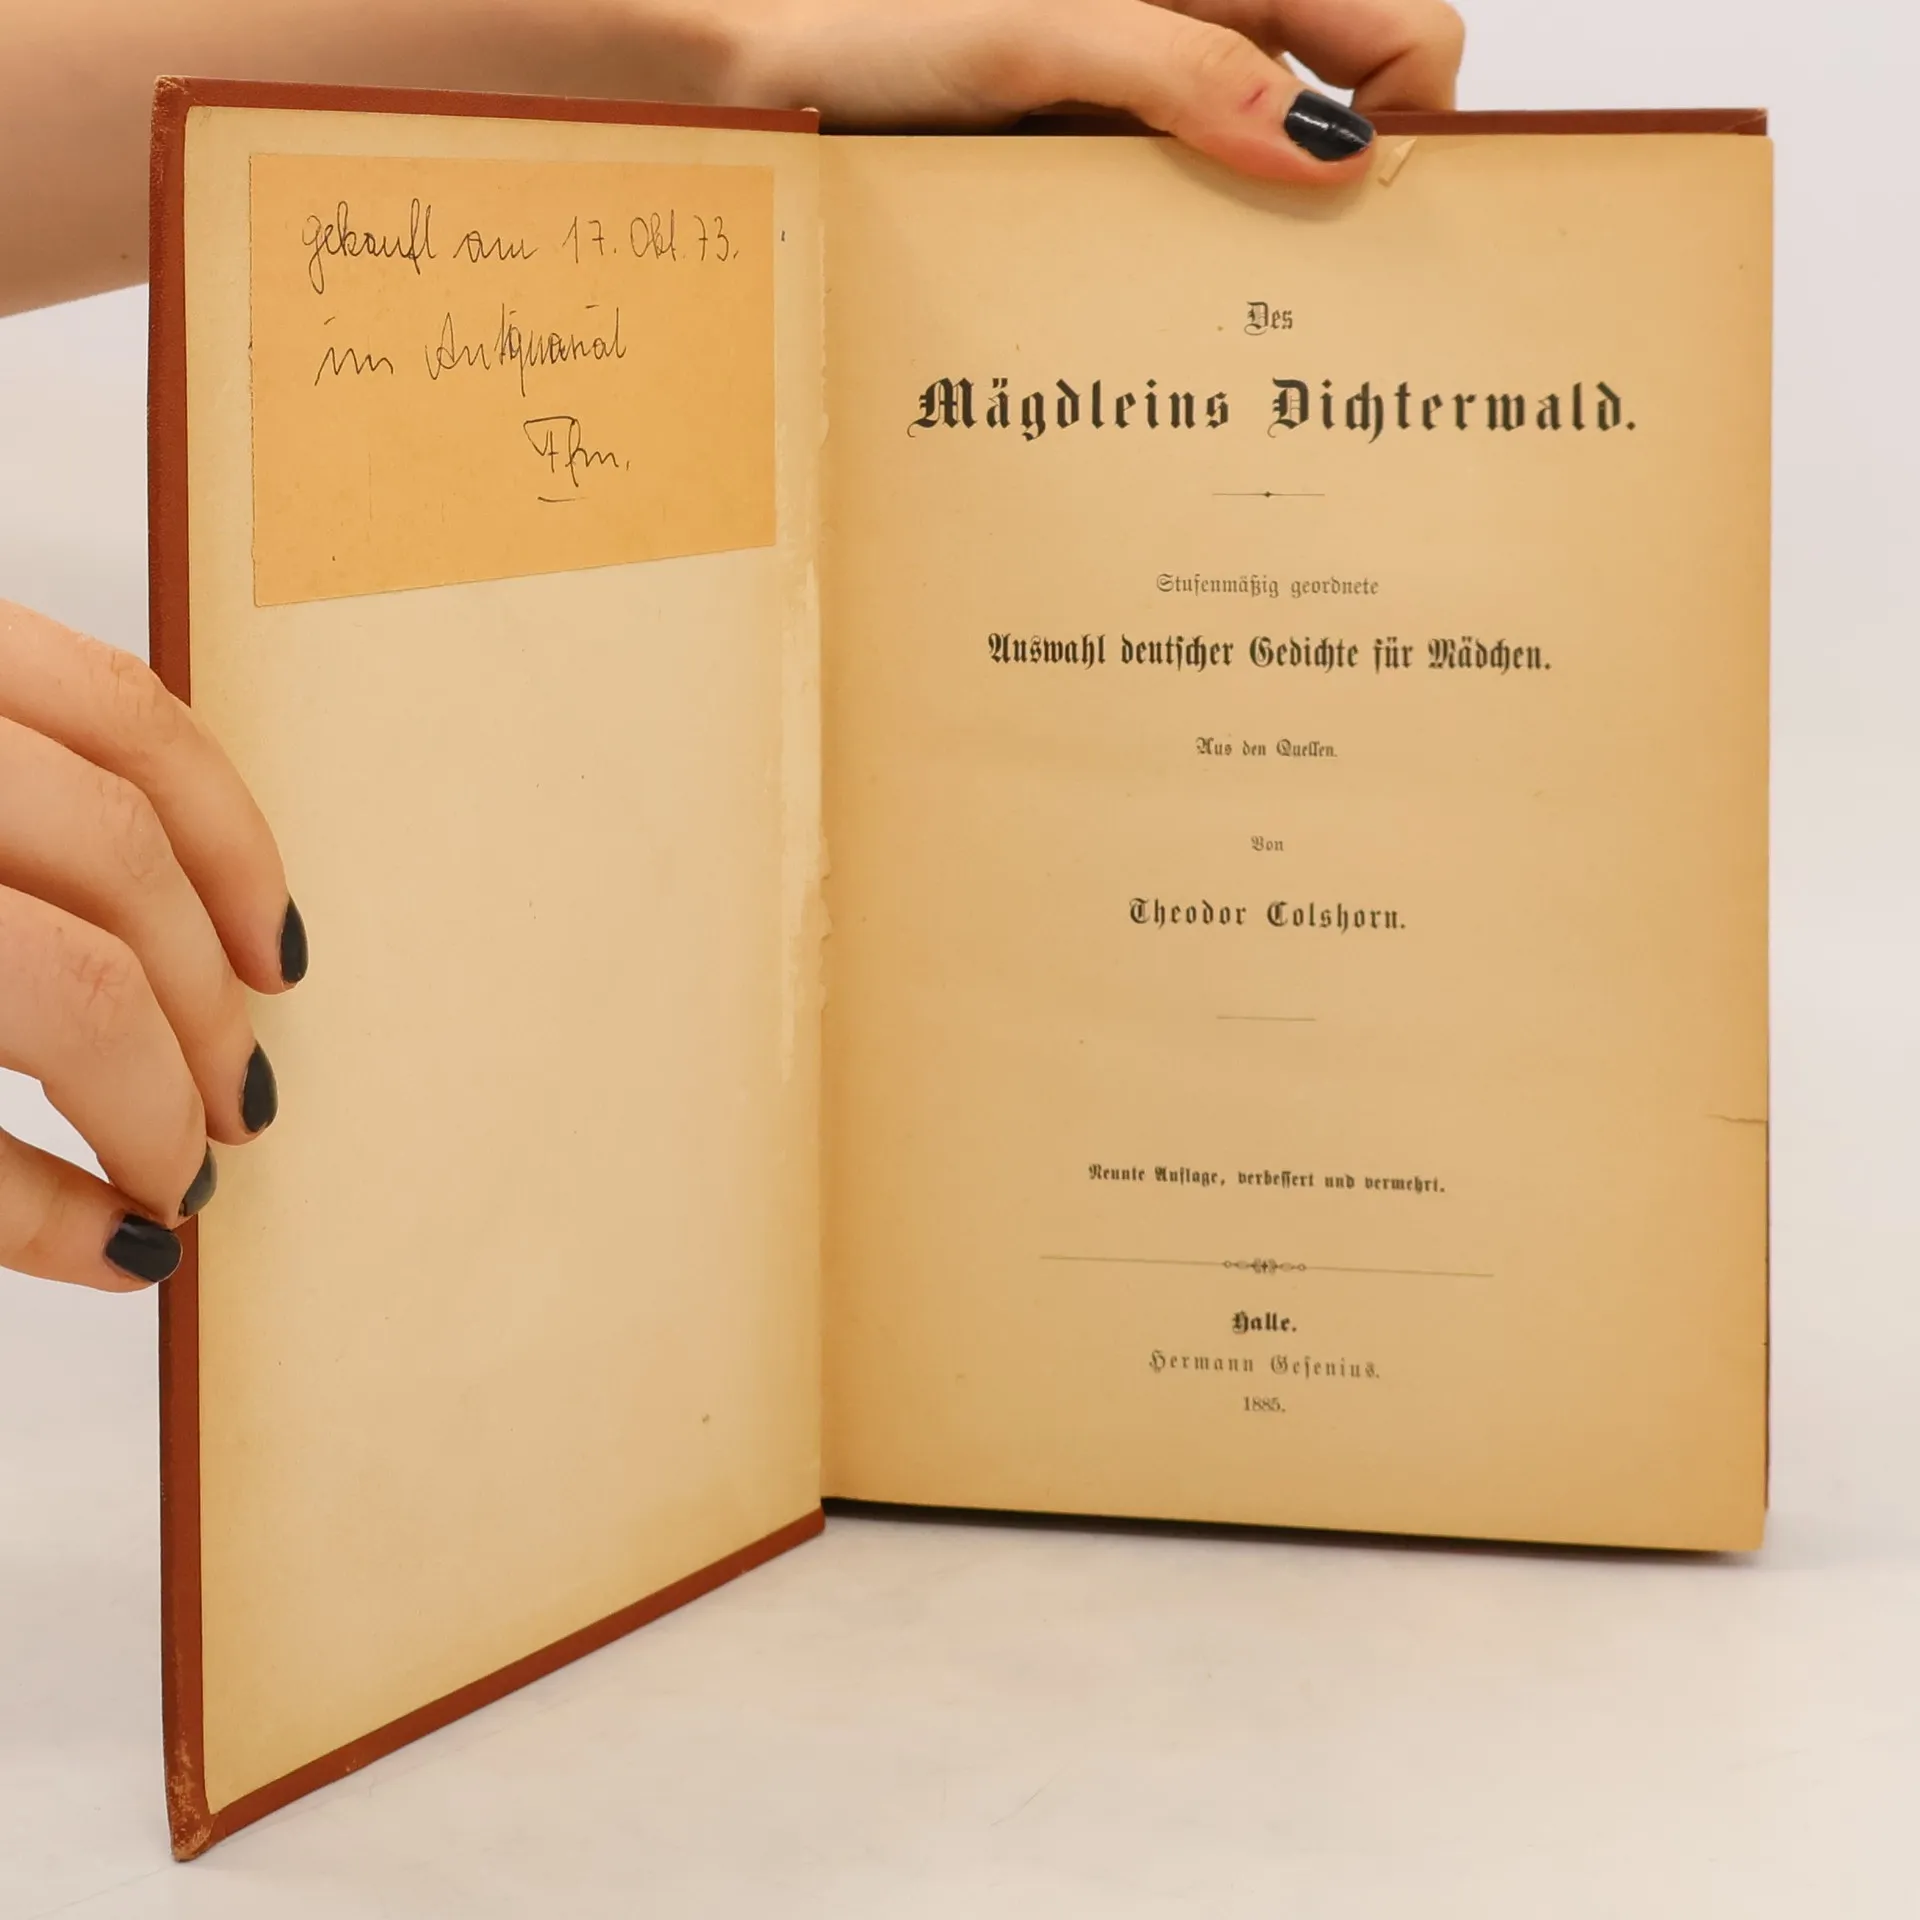 gekauft am 17. Okt. 73.
im Antiquariat
Des
Mägdleins Dichterwald.
Stufenmäßig geordnete
Auswahl deutscher Gedichte für Mädchen.
Aus den Quellen.
Von
Theodor Colshorn.
Neunte Auflage, verbessert und vermehrt.
Halle.
Hermann Gesenius.
1885.